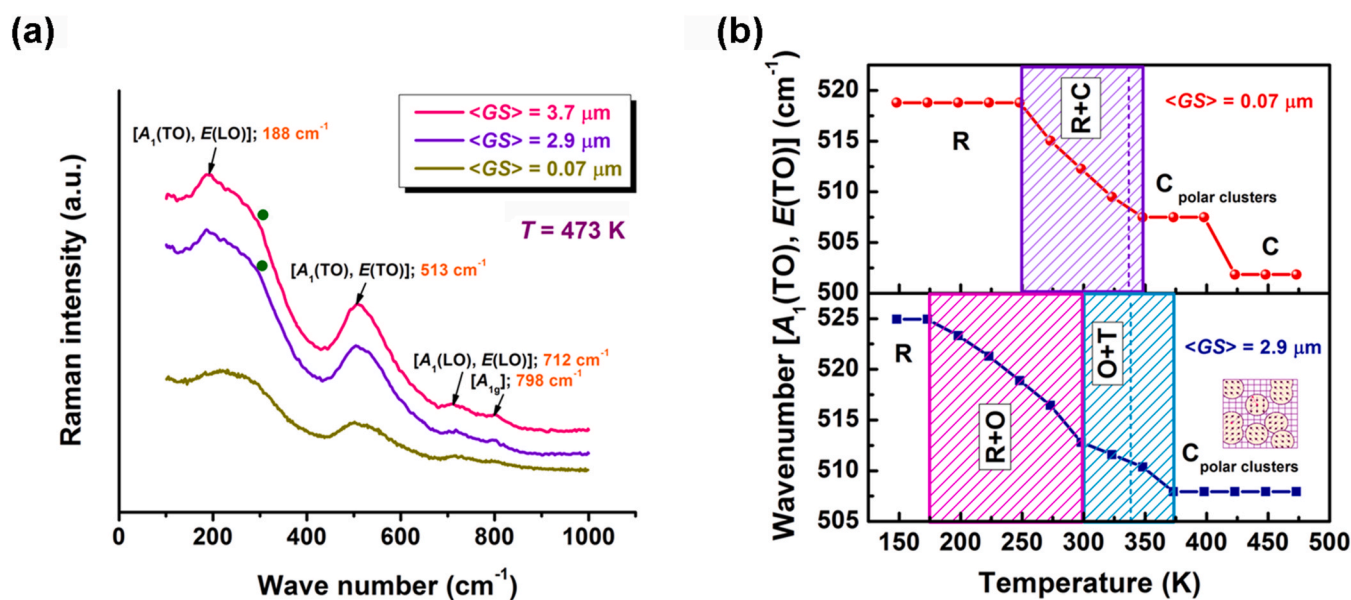 (a)
<GS> = 3.7 μm
<GS> = 2.9 μm
<GS> = 0.07 μm
T = 473 K
[A1(TO), E(LO)]; 188 cm-1
[A1(TO), E(TO)]; 513 cm-1
[A1(LO), E(LO)]; 712 cm-1
[A1g]; 798 cm-1
Raman intensity (a.u.)
0 200 400 600 800 1000
Wave number (cm-1)
(b)
Wavenumber [A1(TO), E(TO)] (cm-1)
520
515
510
505
500
R
R+C
<GS> = 0.07 μm
C polar clusters
C
525
520
515
510
505
R
R+O
O+T
<GS> = 2.9 μm
C polar clusters
150 200 250 300 350 400 450 500
Temperature (K)